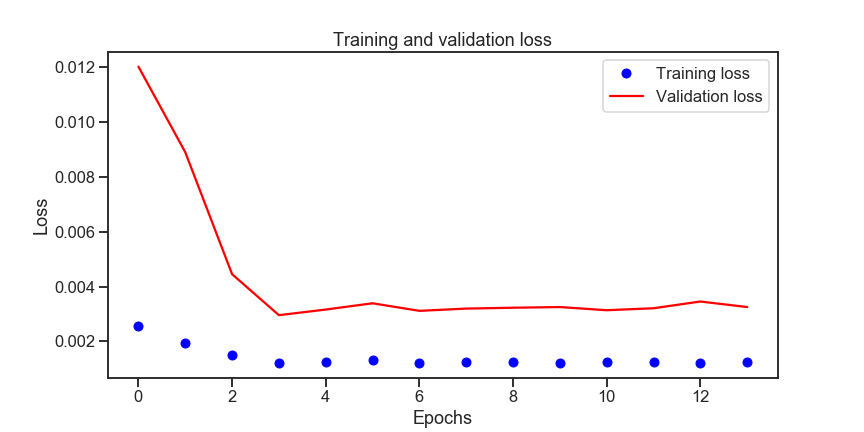 Training and validation loss
Training loss
Validation loss
0.012
0.010
0.008
0.006
0.004
0.002
Loss
0 2 4 6 8 10 12
Epochs